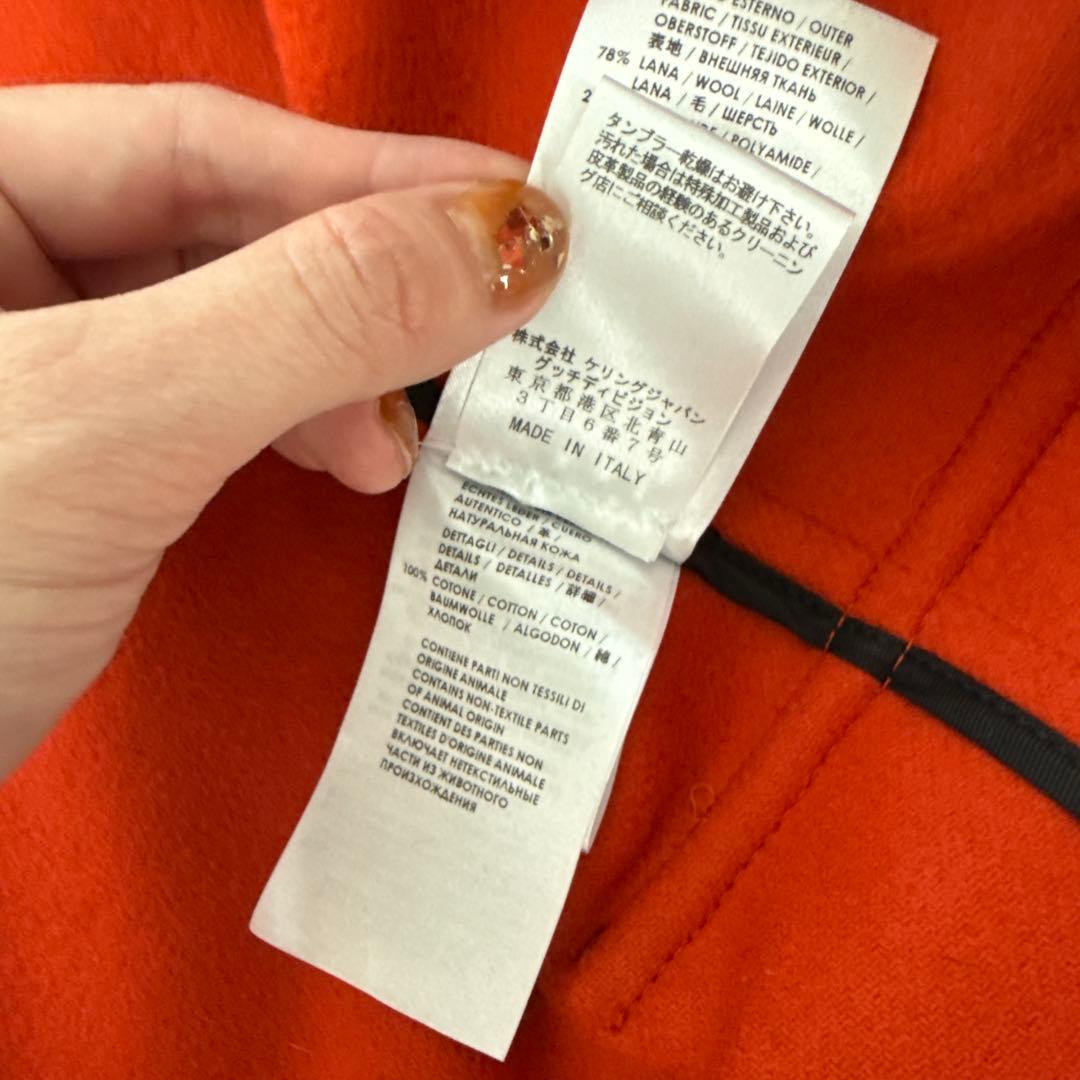 ESTERNO / OUTER
FABRIC / TISSU EXTERIEUR /
OBERSTOFF / TEJIDO EXTERIOR /
表地 / ВНЕШНЯЯ ТКАНЬ
78% LANA / WOOL / LAINE / WOLLE /
LANA / 毛 / ШЕРСТЬ
2
/ POLYAMIDE /
タンブラー乾燥はお避け下さい。
汚れた場合は特殊加工製品および
皮革製品の経験のあるクリーニン
グ店にご相談ください。
株式会社 ケリングジャパン
グッチディビジョン
東京都港区北青山
3丁目6番7号
MADE IN ITALY
ECHTES LEDER / CUERO
AUTENTICO / 革 /
НАТУРАЛЬНАЯ КОЖА
DETTAGLI / DETAILS / DETAILS /
DETAILS / DETALLES / 詳細 /
ДЕТАЛИ
100% COTONE / COTTON / COTON /
BAUMWOLLE / ALGODON / 綿 /
ХЛОПОК
CONTIENE PARTI NON TESSILI DI
ORIGINE ANIMALE
CONTAINS NON-TEXTILE PARTS
OF ANIMAL ORIGIN
CONTIENT DES PARTIES NON
TEXTILES D'ORIGINE ANIMALE
ВКЛЮЧАЕТ НЕТЕКСТИЛЬНЫЕ
ЧАСТИ ИЗ ЖИВОТНОГО
ПРОИЗХОЖДЕНИЯ